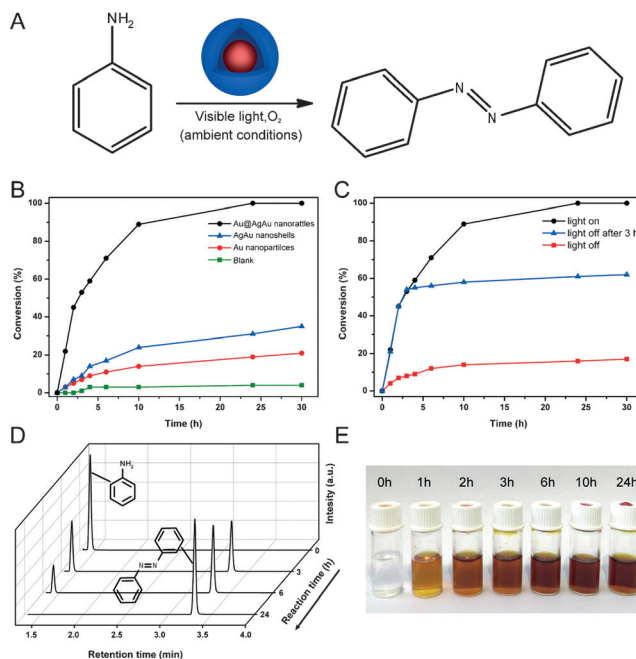 A
NH₂
Visible light,O₂
(ambient conditions)
N
N
B
Conversion (%)
100
80
60
40
20
0
Au@AgAu nanorattles
AgAu nanoshells
Au nanopartilces
Blank
0 5 10 15 20 25 30
Time (h)
C
Conversion (%)
100
80
60
40
20
0
light on
light off after 3 h
light off
0 5 10 15 20 25 30
Time (h)
D
NH₂
N=N
Intesity (a.u.)
0
3
6
24
Reaction time (h)
1.5 2.0 2.5 3.0 3.5 4.0
Retention time (min)
E
0h 1h 2h 3h 6h 10h 24h